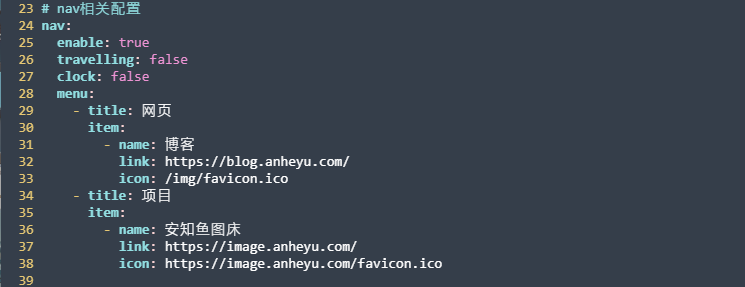 23 # nav相关配置
24 nav:
25   enable: true
26   travelling: false
27   clock: false
28   menu:
29     - title: 网页
30       item:
31         - name: 博客
32           link: https://blog.anheyu.com/
33           icon: /img/favicon.ico
34     - title: 项目
35       item:
36         - name: 安知鱼图床
37           link: https://image.anheyu.com/
38           icon: https://image.anheyu.com/favicon.ico
39